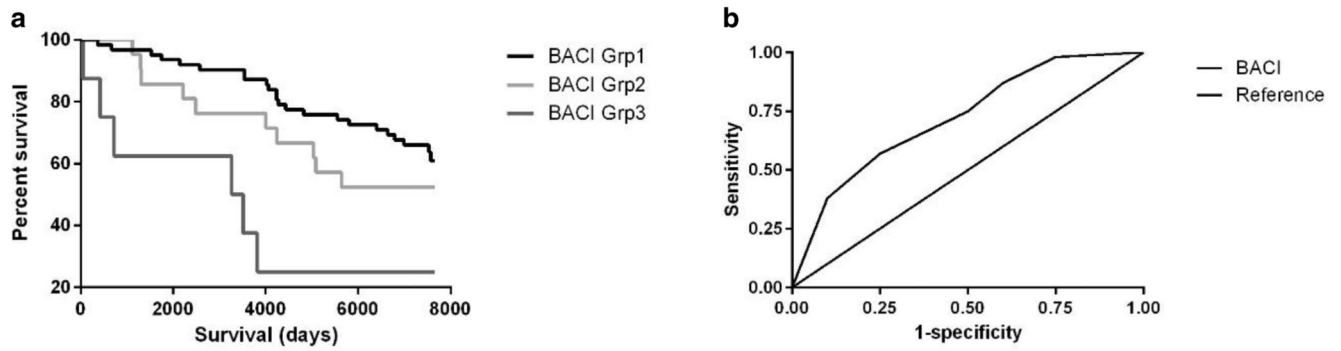 a
100
80
60
40
20
0
2000
4000
6000
8000
Percent survival
Survival (days)
BACI Grp1
BACI Grp2
BACI Grp3
b
1.00
0.75
0.50
0.25
0.00
0.00
0.25
0.50
0.75
1.00
Sensitivity
1-specificity
BACI
Reference